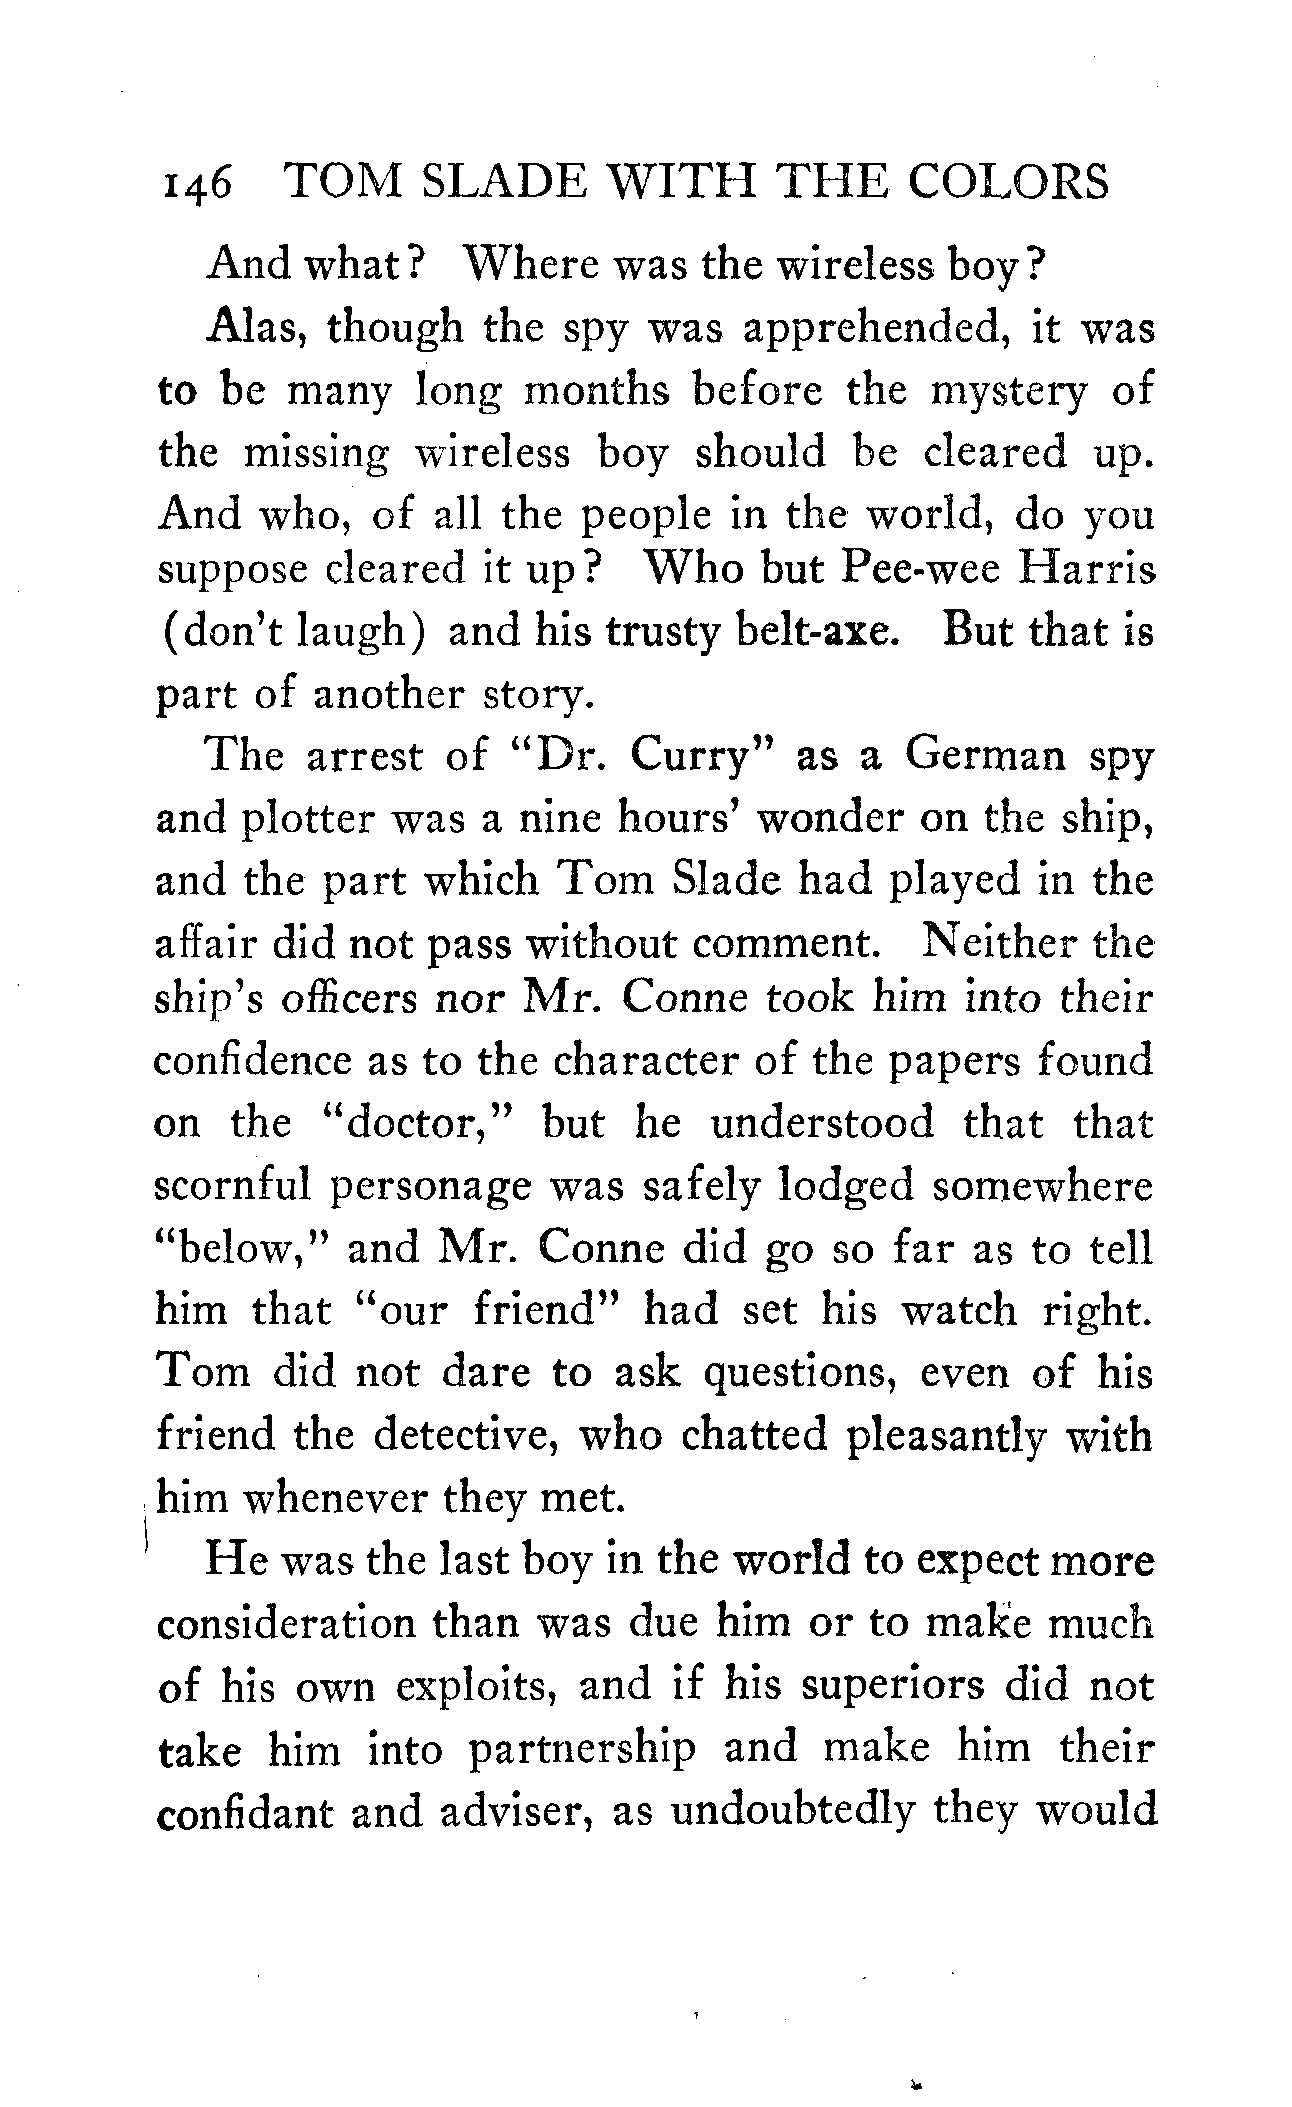 146 TOM SLADE WITH THE COLORS
And what? Where was the wireless boy?
Alas, though the spy was apprehended, it was
to be many long months before the mystery of
the missing wireless boy should be cleared up.
And who, of all the people in the world, do you
suppose cleared it up? Who but Pee-wee Harris
(don't laugh) and his trusty belt-axe. But that is
part of another story.
The arrest of "Dr. Curry" as a German spy
and plotter was a nine hours' wonder on the ship,
and the part which Tom Slade had played in the
affair did not pass without comment. Neither the
ship's officers nor Mr. Conne took him into their
confidence as to the character of the papers found
on the "doctor," but he understood that that
scornful personage was safely lodged somewhere
"below," and Mr. Conne did go so far as to tell
him that "our friend" had set his watch right.
Tom did not dare to ask questions, even of his
friend the detective, who chatted pleasantly with
him whenever they met.
He was the last boy in the world to expect more
consideration than was due him or to make much
of his own exploits, and if his superiors did not
take him into partnership and make him their
confidant and adviser, as undoubtedly they would